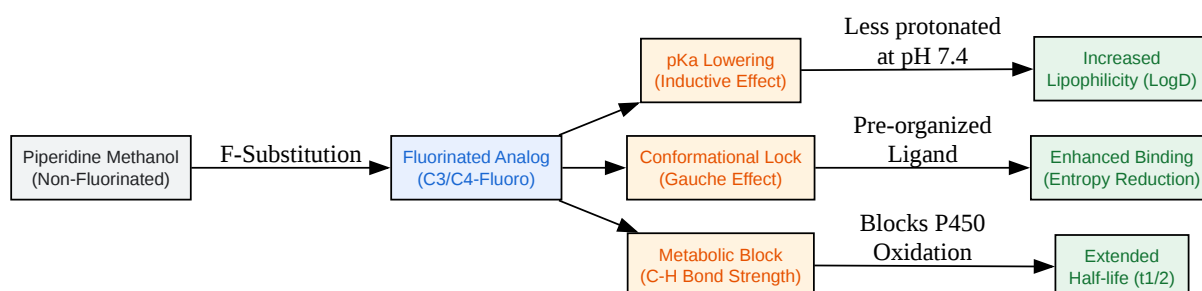 Piperidine Methanol
(Non-Fluorinated)
F-Substitution
Fluorinated Analog
(C3/C4-Fluoro)
pKa Lowering
(Inductive Effect)
Less protonated
at pH 7.4
Increased
Lipophilicity (LogD)
Conformational Lock
(Gauche Effect)
Pre-organized
Ligand
Enhanced Binding
(Entropy Reduction)
Metabolic Block
(C-H Bond Strength)
Blocks P450
Oxidation
Extended
Half-life (t1/2)